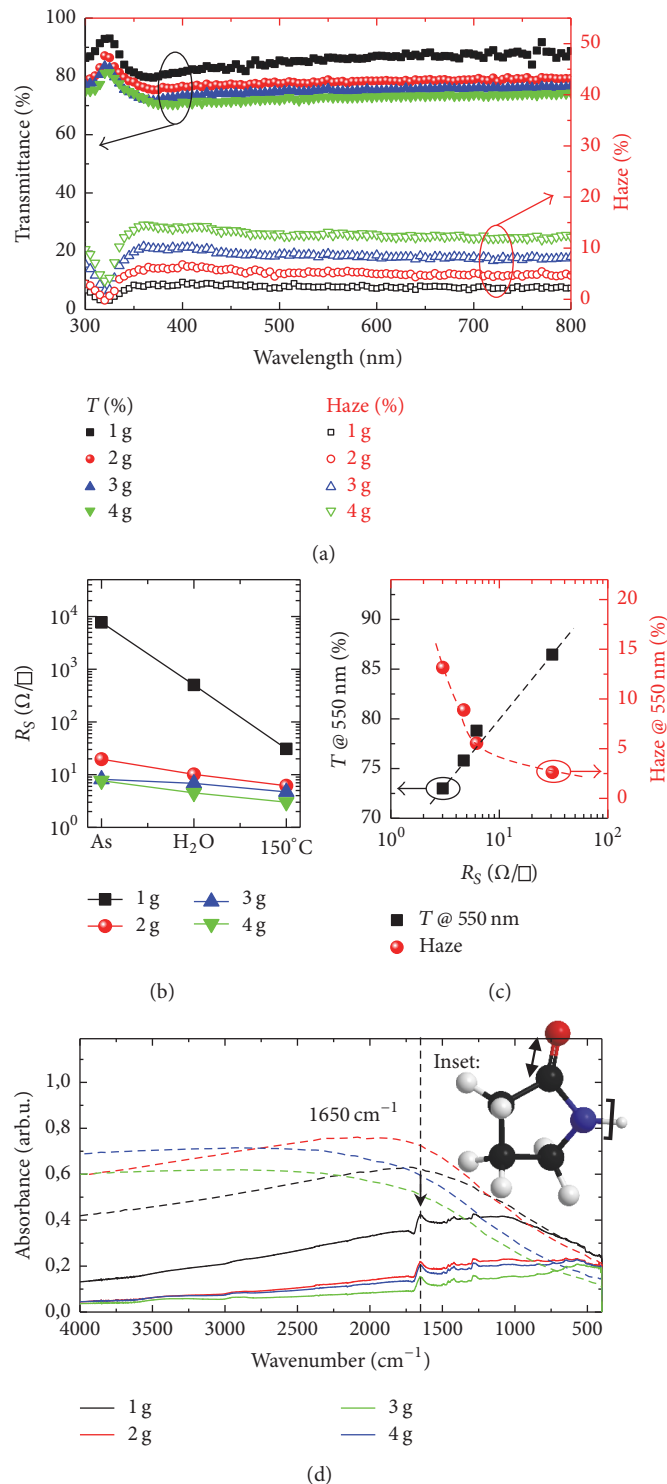 100
80
60
40
20
0
Transmittance (%)
50
40
30
20
10
0
Haze (%)
300 400 500 600 700 800
Wavelength (nm)
T (%)
1 g
2 g
3 g
4 g
Haze (%)
1 g
2 g
3 g
4 g
(a)
10⁴
10³
10² 
10¹
10⁰
R_S (Ω/□)
As H₂O 150°C
1 g 3 g
2 g 4 g
(b)
90
85
80
75
70
T @ 550 nm (%)
20
15
10
5
0
Haze @ 550 nm (%)
10⁰ 10¹ 10²
R_S (Ω/□)
T @ 550 nm
Haze
(c)
1,0
0,8
0,6
0,4
0,2
0,0
Absorbance (arb.u.)
1650 cm⁻¹
Inset:
4000 3500 3000 2500 2000 1500 1000 500
Wavenumber (cm⁻¹)
1 g 3 g
2 g 4 g
(d)